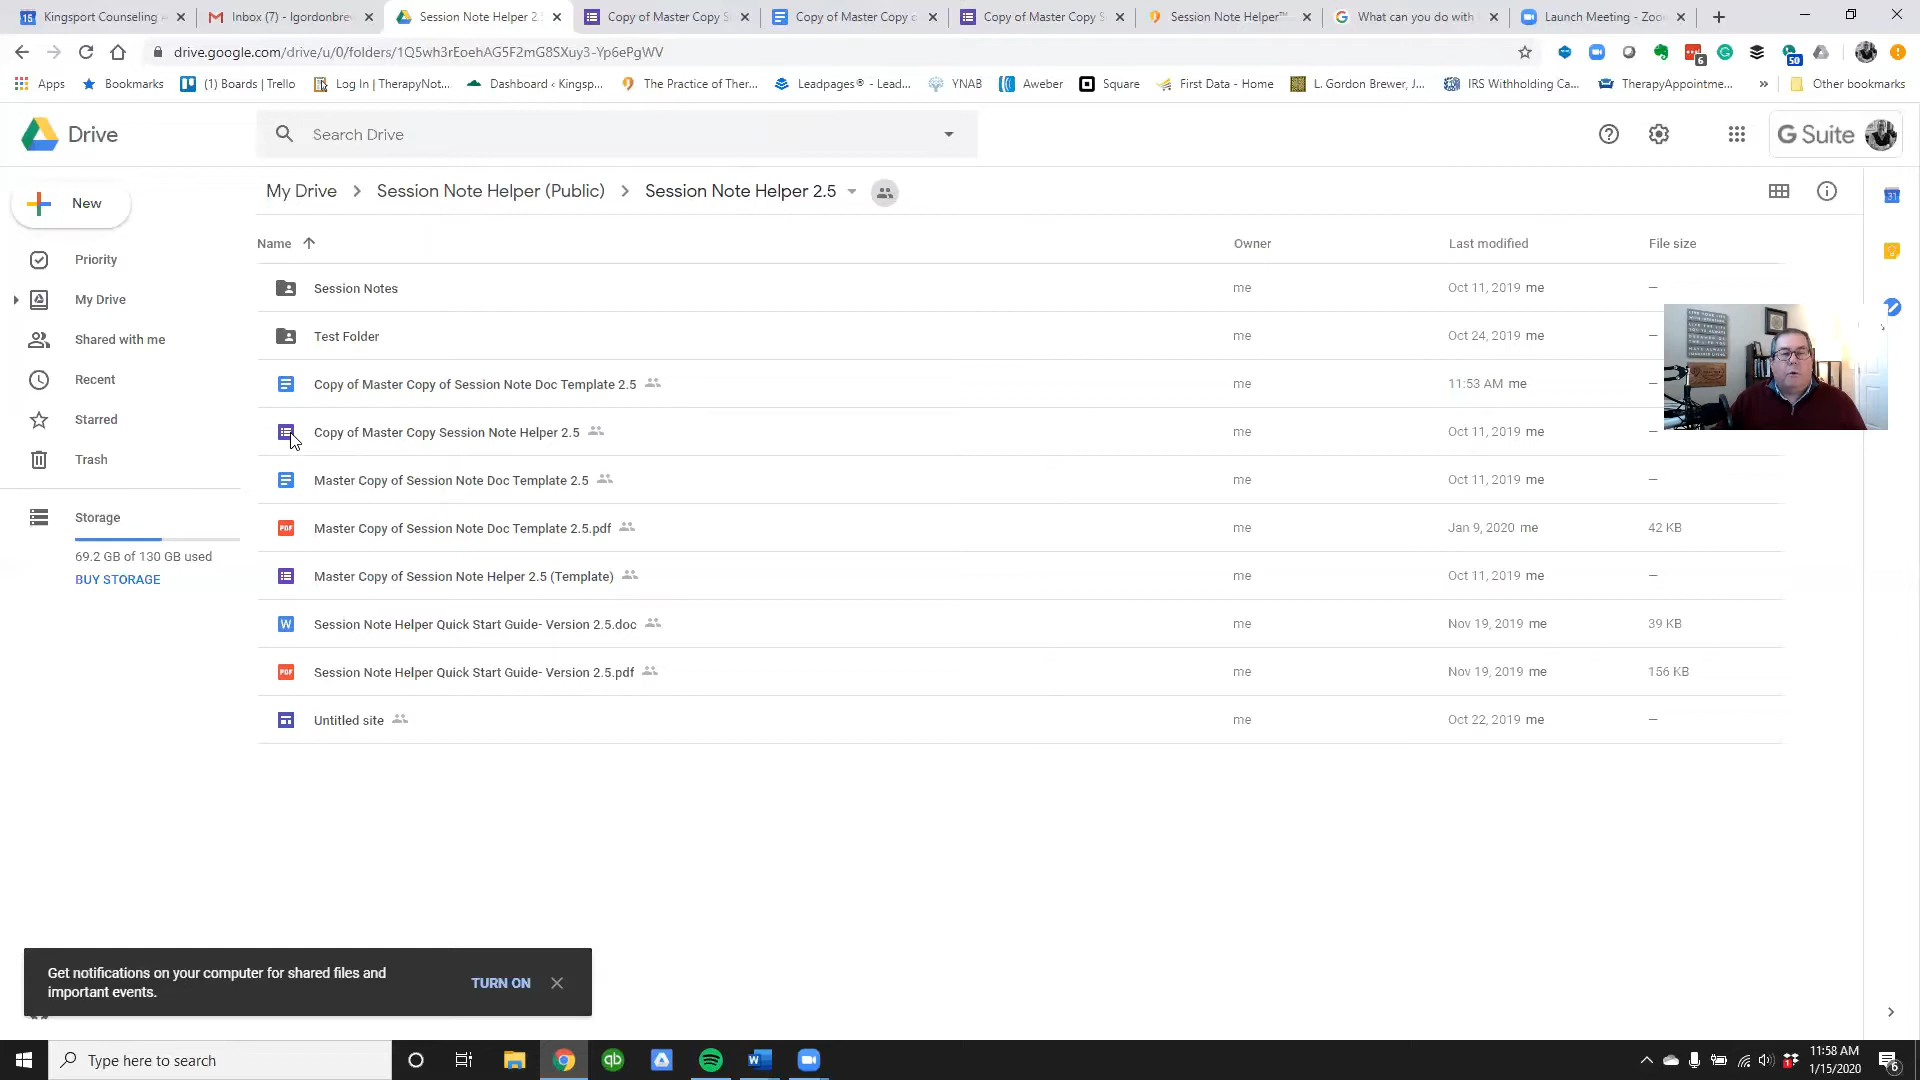 Kingsport Counseling
Inbox (7) - lgordonbre
Session Note Helper 2.
Copy of Master Copy S
Copy of Master Copy o
Copy of Master Copy S
Session Note Helper™
What can you do with
Launch Meeting - Zoo
drive.google.com/drive/u/0/folders/1Q5wh3rEoehAG5F2mG8SXuy3-Yp6ePgWV
6
50
Apps
Bookmarks
(1) Boards | Trello
Log In | TherapyNot...
Dashboard ‹ Kingsp...
The Practice of Ther...
Leadpages® - Lead...
YNAB
Aweber
Square
First Data - Home
L. Gordon Brewer, J...
IRS Withholding Ca...
TherapyAppointme...
»
Other bookmarks
Drive
Search Drive
G Suite
New
My Drive > Session Note Helper (Public) > Session Note Helper 2.5
Priority
My Drive
Shared with me
Recent
Starred
Trash
Storage
69.2 GB of 130 GB used
BUY STORAGE
Name
Owner
Last modified
File size
Session Notes me Oct 11, 2019 me —
Test Folder me Oct 24, 2019 me —
Copy of Master Copy of Session Note Doc Template 2.5 me 11:53 AM me —
Copy of Master Copy Session Note Helper 2.5 me Oct 11, 2019 me —
Master Copy of Session Note Doc Template 2.5 me Oct 11, 2019 me —
Master Copy of Session Note Doc Template 2.5.pdf me Jan 9, 2020 me 42 KB
Master Copy of Session Note Helper 2.5 (Template) me Oct 11, 2019 me —
Session Note Helper Quick Start Guide- Version 2.5.doc me Nov 19, 2019 me 39 KB
Session Note Helper Quick Start Guide- Version 2.5.pdf me Nov 19, 2019 me 156 KB
Untitled site me Oct 22, 2019 me —
Get notifications on your computer for shared files and
important events.
TURN ON
Type here to search
11:58 AM
1/15/2020
6